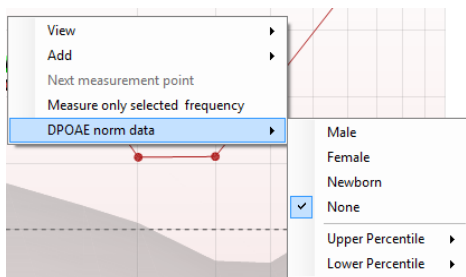 View
Add
Next measurement point
Measure only selected frequency
DPOAE norm data
Male
Female
Newborn
None
Upper Percentile
Lower Percentile